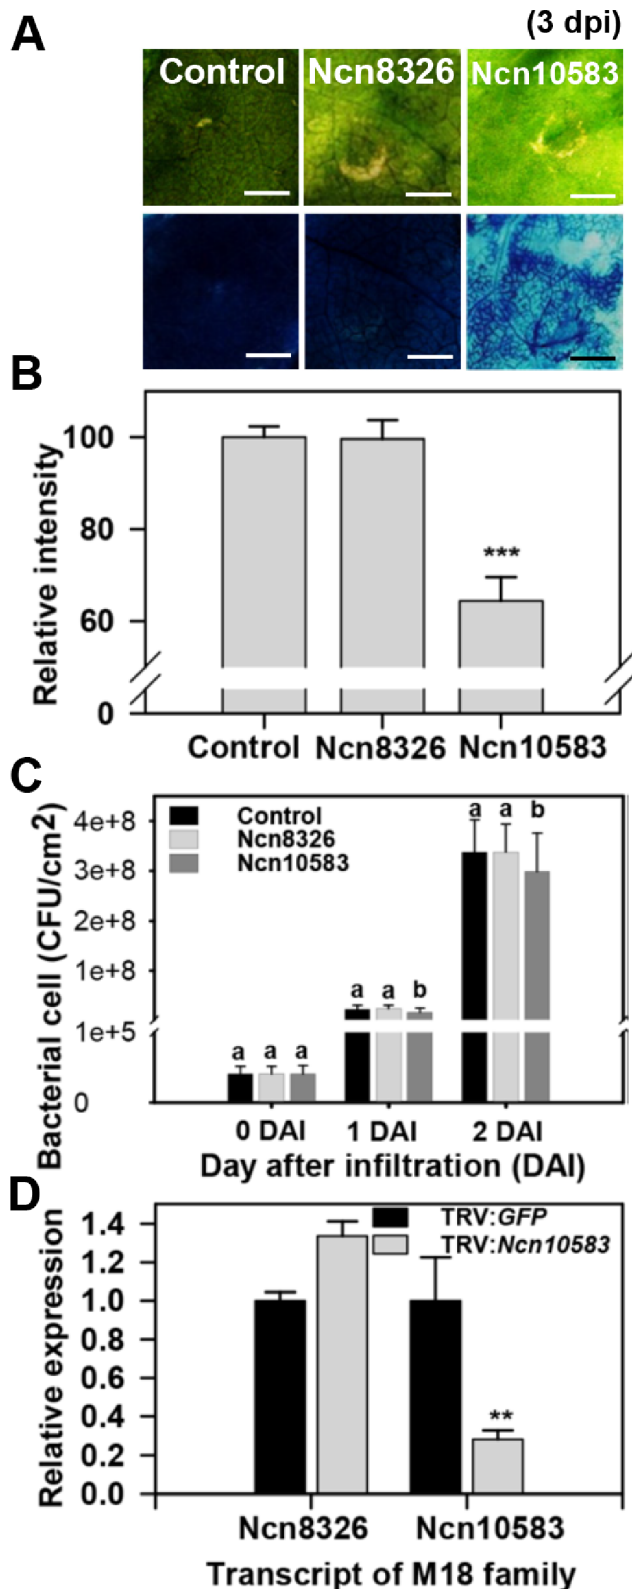 A
(3 dpi)
Control Ncn8326 Ncn10583
B
Relative intensity
100
80
60
0
***
Control Ncn8326 Ncn10583
C
Bacterial cell (CFU/cm2)
4e+8
3e+8
2e+8
1e+8
1e+5
0
Control
Ncn8326
Ncn10583
a a a
a a b
a a b
0 DAI 1 DAI 2 DAI
Day after infiltration (DAI)
D
Relative expression
1.4
1.2
1.0
0.8
0.6
0.4
0.2
0.0
TRV:GFP
TRV:Ncn10583
**
Ncn8326 Ncn10583
Transcript of M18 family